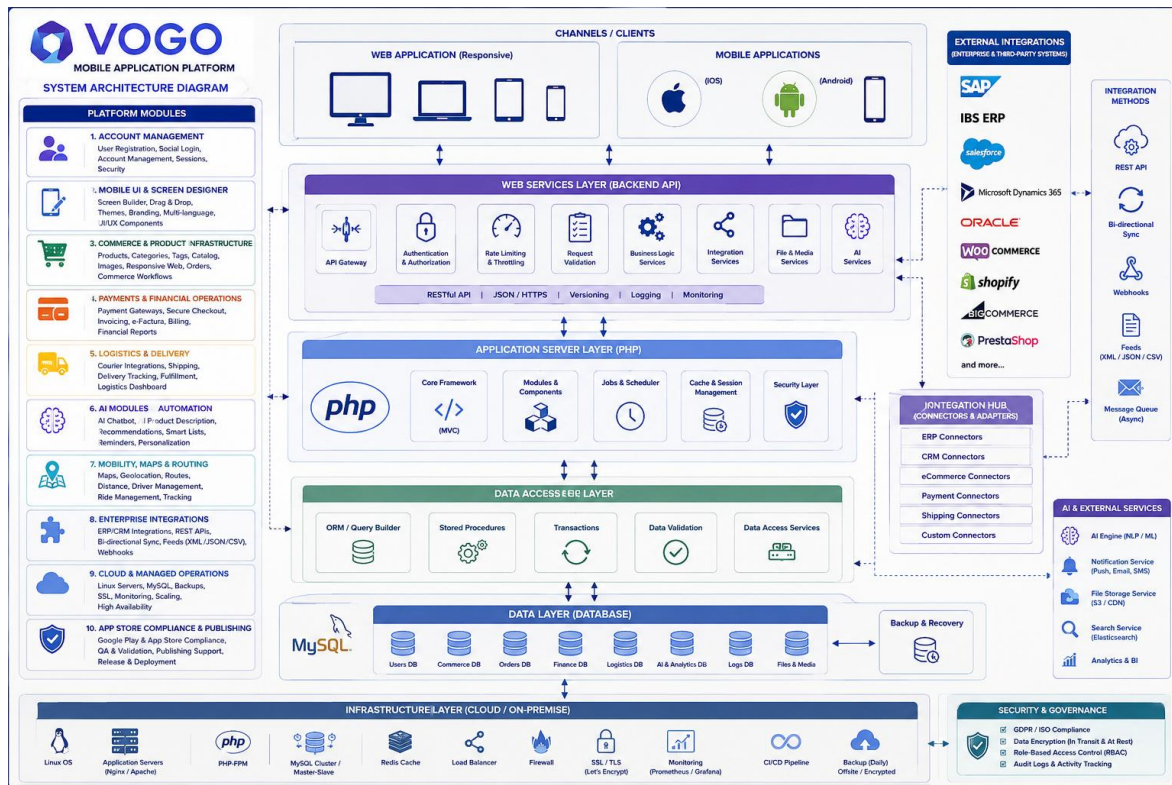 VOGO
MOBILE APPLICATION PLATFORM
SYSTEM ARCHITECTURE DIAGRAM
PLATFORM MODULES
1. ACCOUNT MANAGEMENT
User Registration, Social Login,
Account Management, Sessions,
Security
MOBILE UI & SCREEN DESIGNER
Screen Builder, Drag & Drop,
Themes, Branding, Multi-language,
UI/UX Components
3. COMMERCE & PRODUCT INFRASTRUCTURE
Products, Categories, Tags, Catalog,
Images, Responsive Web, Orders,
Commerce Workflows
PAYMENTS & FINANCIAL OPERATIONS
Payment Gateways, Secure Checkout,
Invoicing, e-Factura, Billing,
Financial Reports
5. LOGISTICS & DELIVERY
Courier Integrations, Shipping,
Delivery Tracking, Fulfillment,
Logistics Dashboard
6. AI MODULES AUTOMATION
AI Chatbot, Product Description,
Recommendations, Smart Lists,
Reminders, Personalization
7. MOBILITY, MAPS & ROUTING
Maps, Geolocation, Routes,
Distance, Driver Management,
Ride Management, Tracking
8. ENTERPRISE INTEGRATIONS
ERP/CRM Integrations, REST APIs,
Bi-directional Sync, Feeds (XML/JSON/CSV),
Webhooks
9. CLOUD & MANAGED OPERATIONS
Linux Servers, MySQL, Backups,
SSL, Monitoring, Scaling,
High Availability
10. APP STORE COMPLIANCE & PUBLISHING
Google Play & App Store Compliance,
QA & Validation, Publishing Support,
Release & Deployment
CHANNELS / CLIENTS
WEB APPLICATION (Responsive)
MOBILE APPLICATIONS
(iOS)
(Android)
WEB SERVICES LAYER (BACKEND API)
API Gateway
Authentication
& Authorization
Rate Limiting
& Throttling
Request
Validation
Business Logic
Services
Integration
Services
File & Media
Services
AI
Services
RESTful API | JSON / HTTPS | Versioning | Logging | Monitoring
APPLICATION SERVER LAYER (PHP)
php
Core Framework
</>
(MVC)
Modules &
Components
Jobs & Scheduler
Cache & Session
Management
Security Layer
DATA ACCESS LAYER
ORM / Query Builder
Stored Procedures
Transactions
Data Validation
Data Access Services
DATA LAYER (DATABASE)
MySQL
Users DB
Commerce DB
Orders DB
Finance DB
Logistics DB
AI & Analytics DB
Logs DB
Files & Media
Backup & Recovery
INFRASTRUCTURE LAYER (CLOUD / ON-PREMISE)
Linux OS
Application Servers
(Nginx / Apache)
php
PHP-FPM
MySQL Cluster /
Master-Slave
Redis Cache
Load Balancer
Firewall
SSL / TLS
(Let's Encrypt)
Monitoring
(Prometheus / Grafana)
CI/CD Pipeline
Backup (Daily)
Offsite / Encrypted
EXTERNAL INTEGRATIONS
(ENTERPRISE & THIRD-PARTY SYSTEMS)
SAP
IBS ERP
salesforce
Microsoft Dynamics 365
ORACLE
WOO COMMERCE
shopify
BIGCOMMERCE
PrestaShop
and more...
INTEGRATION
METHODS
REST API
Bi-directional
Sync
Webhooks
Feeds
(XML / JSON / CSV)
Message Queue
(Async)
HUB
(CONNECTORS & ADAPTERS)
ERP Connectors
CRM Connectors
eCommerce Connectors
Payment Connectors
Shipping Connectors
Custom Connectors
AI & EXTERNAL SERVICES
AI Engine (NLP / ML)
Notification Service
(Push, Email, SMS)
File Storage Service
(S3 / CDN)
Search Service
(Elasticsearch)
Analytics & BI
SECURITY & GOVERNANCE
GDPR / ISO Compliance
Data Encryption (In Transit & At Rest)
Role-Based Access Control (RBAC)
Audit Logs & Activity Tracking